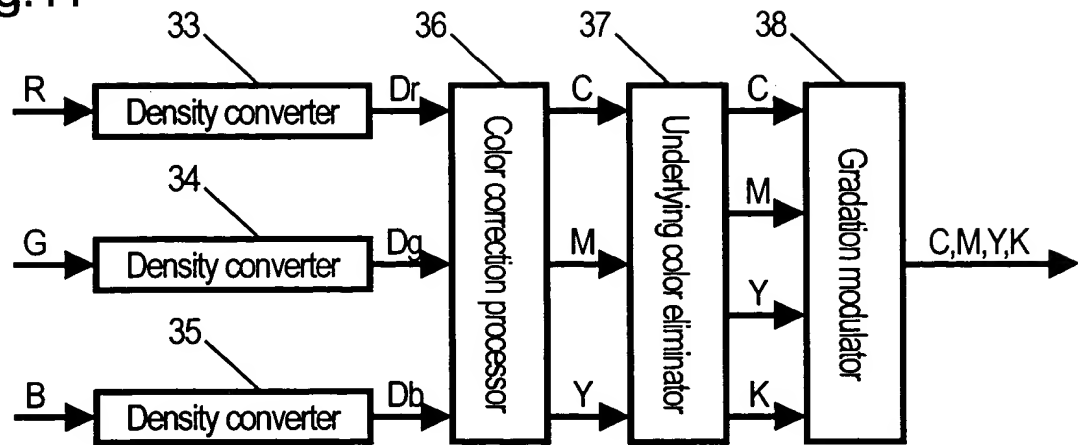 33
36
37
38
R
Density converter
Dr
Color correction processor
C
Underlying color eliminator
C
Gradation modulator
34
M
G
Density converter
Dg
M
C,M,Y,K
35
Y
B
Density converter
Db
Y
K